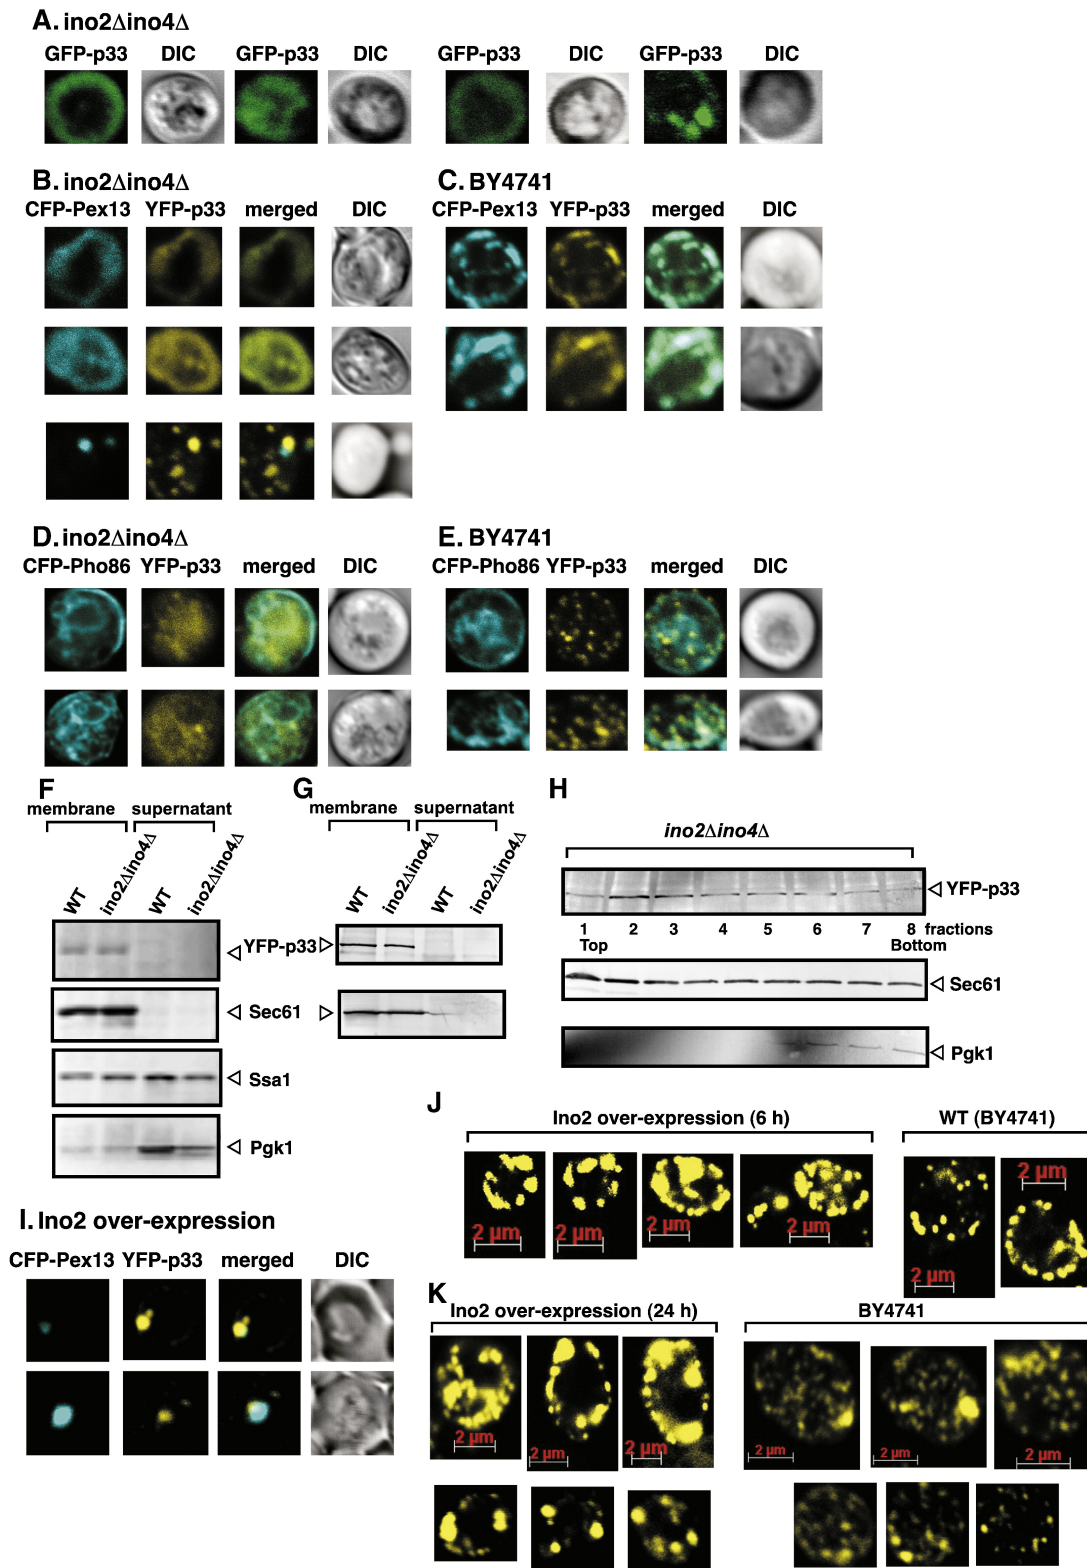 A. ino2Δino4Δ
GFP-p33 DIC GFP-p33 DIC GFP-p33 DIC GFP-p33 DIC
B. ino2Δino4Δ
CFP-Pex13 YFP-p33 merged DIC
C. BY4741
CFP-Pex13 YFP-p33 merged DIC
D. ino2Δino4Δ
CFP-Pho86 YFP-p33 merged DIC
E. BY4741
CFP-Pho86 YFP-p33 merged DIC
F
membrane supernatant
WT ino2Δino4Δ WT ino2Δino4Δ
YFP-p33
Sec61
Ssa1
Pgk1
G
membrane supernatant
WT ino2Δino4Δ WT ino2Δino4Δ
H
ino2Δino4Δ
YFP-p33
1 2 3 4 5 6 7 8 fractions
Top Bottom
Sec61
Pgk1
I. Ino2 over-expression
CFP-Pex13 YFP-p33 merged DIC
J
Ino2 over-expression (6 h) WT (BY4741)
2 µm 2 µm 2 µm 2 µm 2 µm 2 µm
K
Ino2 over-expression (24 h) BY4741
2 µm 2 µm 2 µm 2 µm 2 µm 2 µm